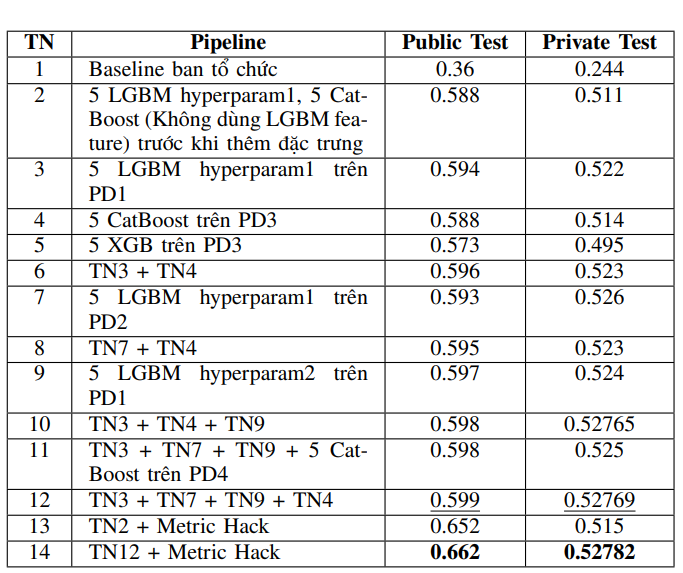 TN Pipeline Public Test Private Test
1 Baseline ban tổ chức 0.36 0.244
2 5 LGBM hyperparam1, 5 Cat- 0.588 0.511
Boost (Không dùng LGBM fea-
ture) trước khi thêm đặc trưng
3 5 LGBM hyperparam1 trên 0.594 0.522
PD1
4 5 CatBoost trên PD3 0.588 0.514
5 5 XGB trên PD3 0.573 0.495
6 TN3 + TN4 0.596 0.523
7 5 LGBM hyperparam1 trên 0.593 0.526
PD2
8 TN7 + TN4 0.595 0.523
9 5 LGBM hyperparam2 trên 0.597 0.524
PD1
10 TN3 + TN4 + TN9 0.598 0.52765
11 TN3 + TN7 + TN9 + 5 Cat- 0.598 0.525
Boost trên PD4
12 TN3 + TN7 + TN9 + TN4 0.599 0.52769
13 TN2 + Metric Hack 0.652 0.515
14 TN12 + Metric Hack 0.662 0.52782